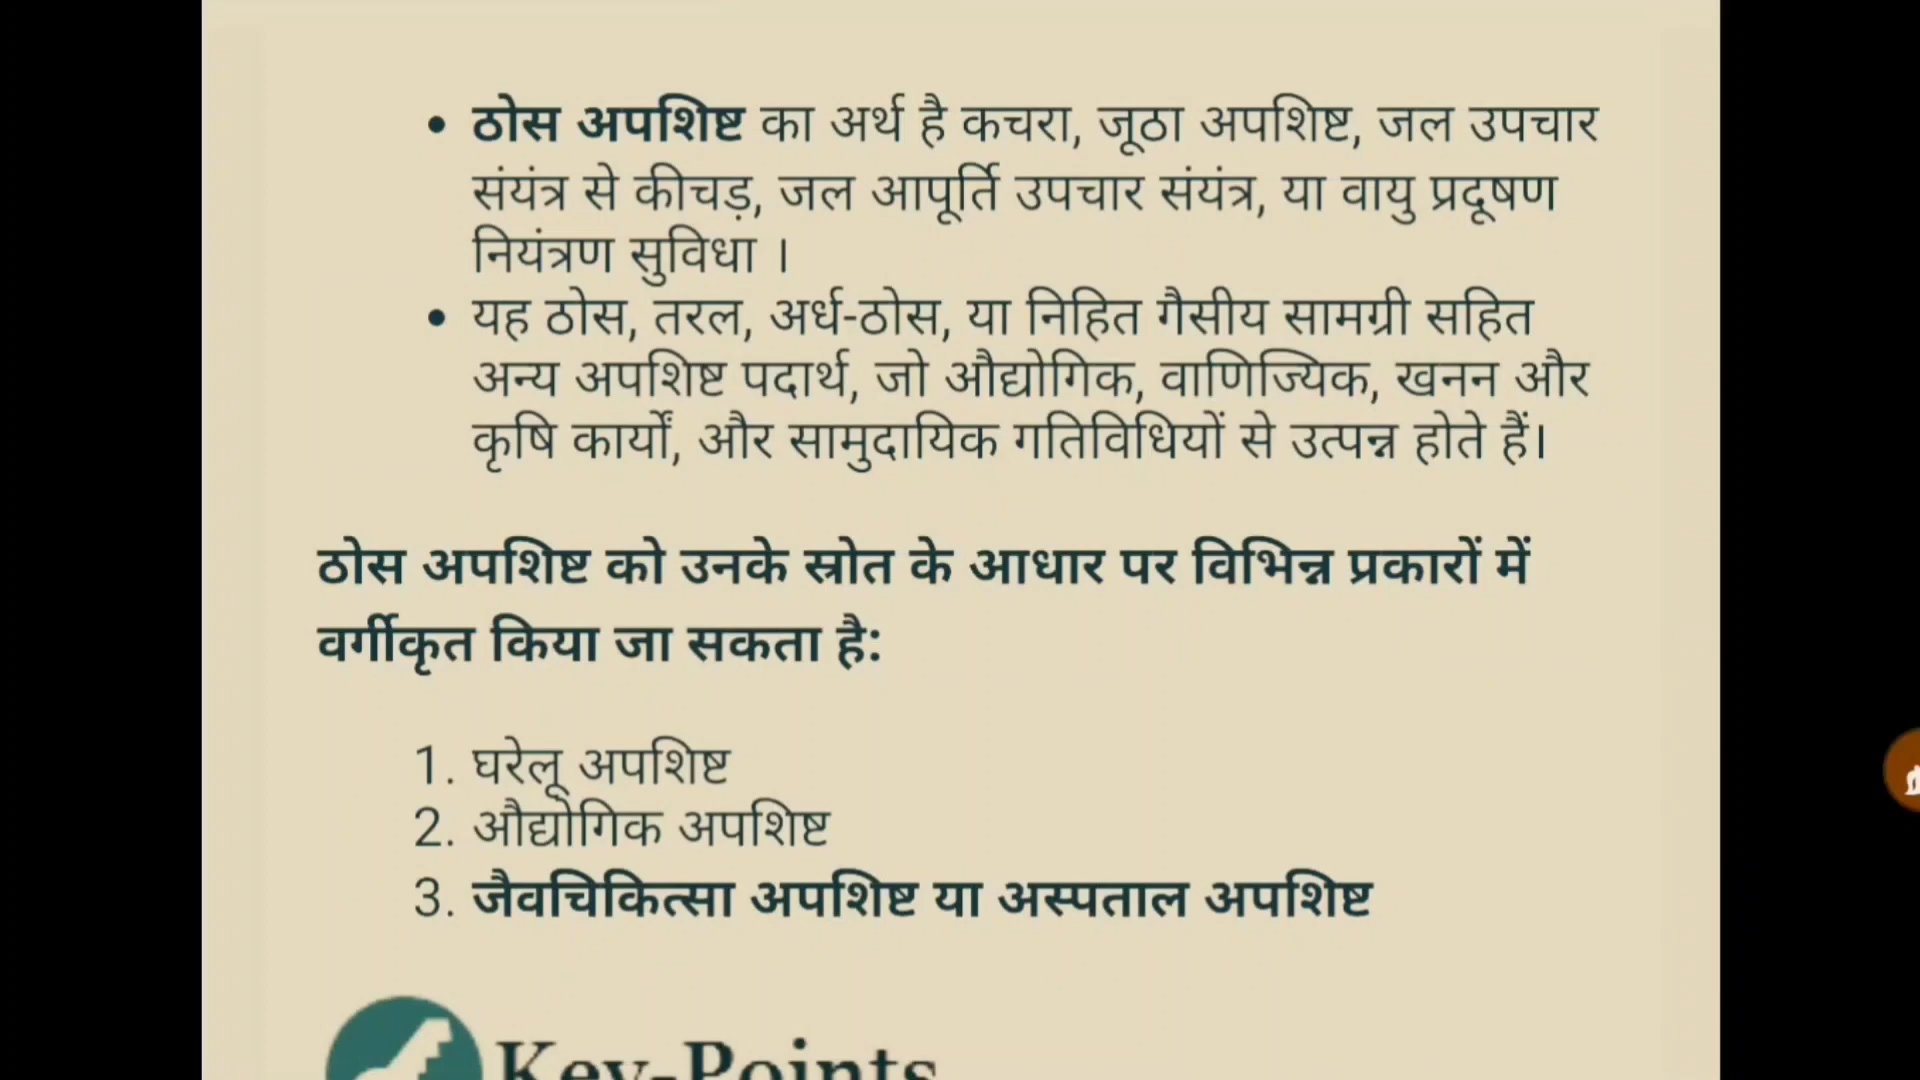 • ठोस अपशिष्ट का अर्थ है कचरा, जूठा अपशिष्ट, जल उपचार
संयंत्र से कीचड़, जल आपूर्ति उपचार संयंत्र, या वायु प्रदूषण
नियंत्रण सुविधा ।
• यह ठोस, तरल, अर्ध-ठोस, या निहित गैसीय सामग्री सहित
अन्य अपशिष्ट पदार्थ, जो औद्योगिक, वाणिज्यिक, खनन और
कृषि कार्यों, और सामुदायिक गतिविधियों से उत्पन्न होते हैं।
ठोस अपशिष्ट को उनके स्रोत के आधार पर विभिन्न प्रकारों में
वर्गीकृत किया जा सकता है:
1. घरेलू अपशिष्ट
2. औद्योगिक अपशिष्ट
3. जैवचिकित्सा अपशिष्ट या अस्पताल अपशिष्ट
Key-Points